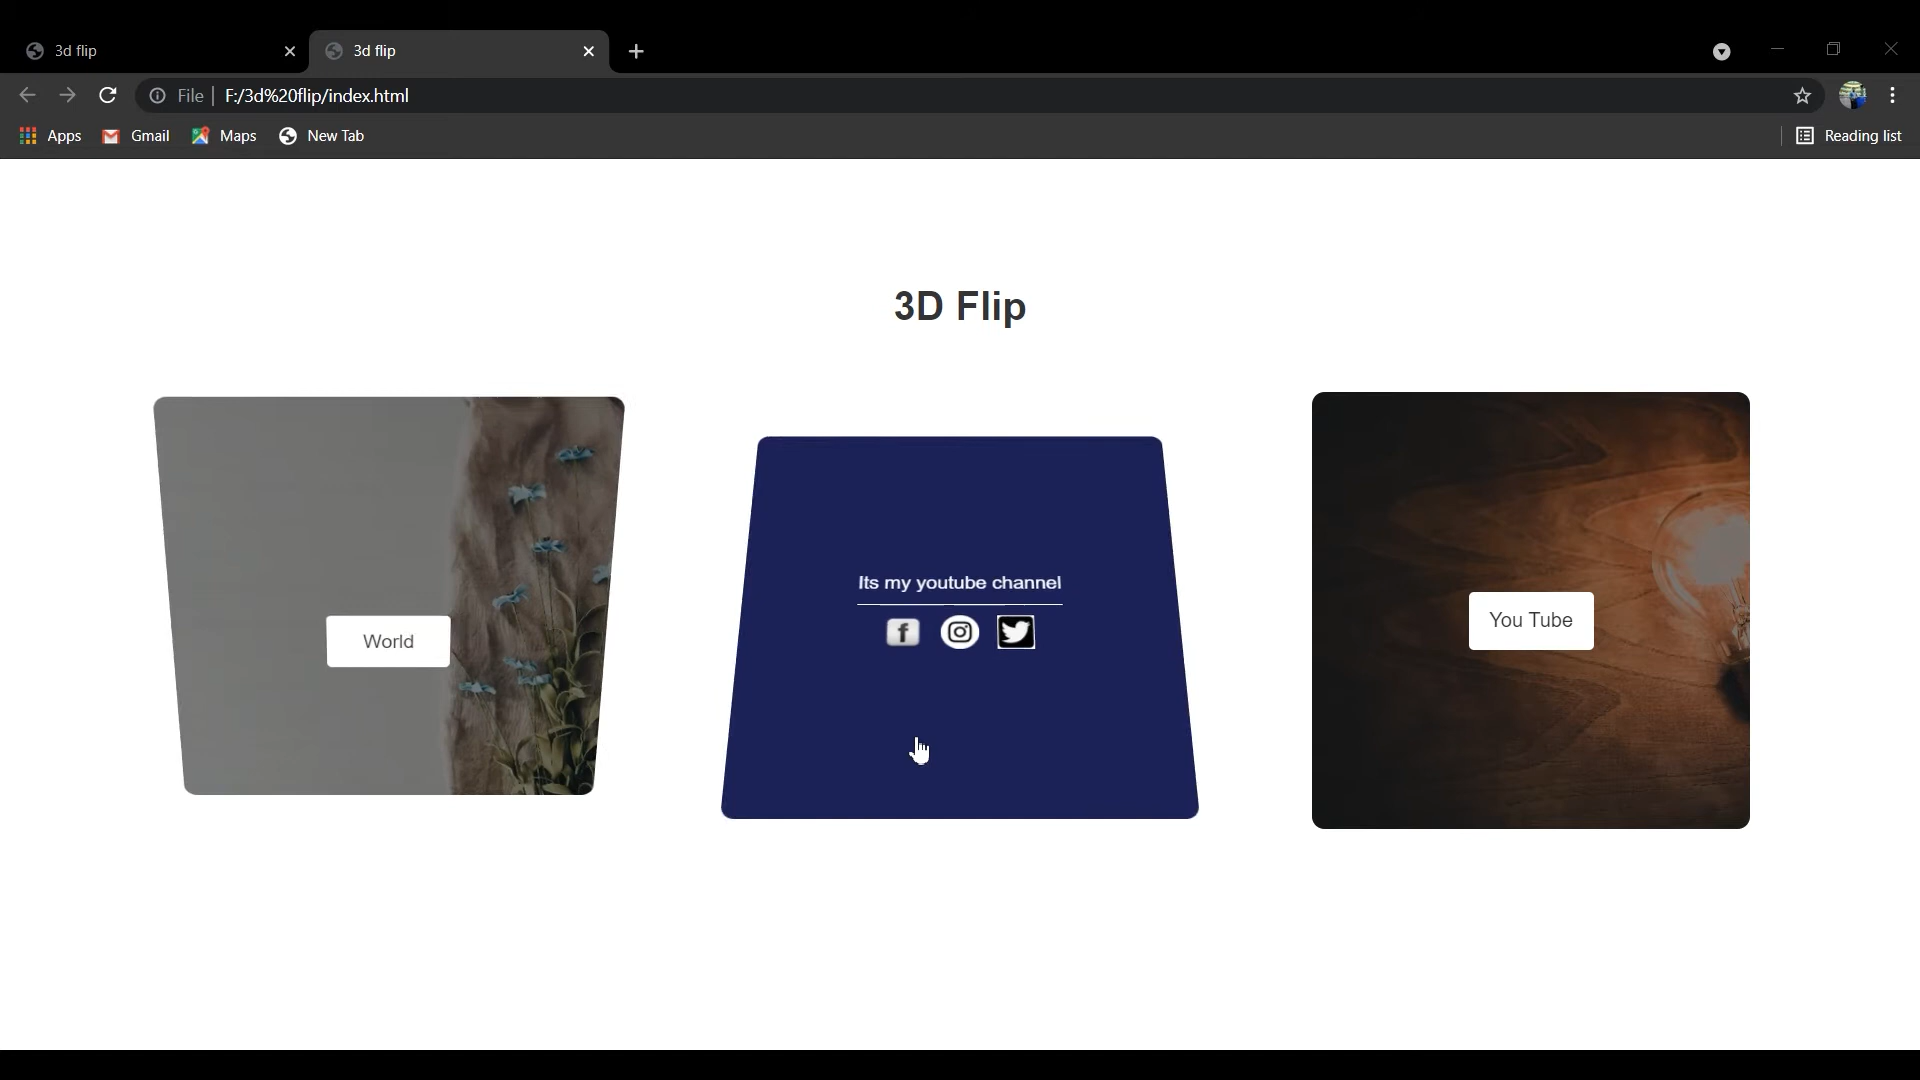 3d flip
3d flip
File | F:/3d%20flip/index.html
Apps Gmail Maps New Tab Reading list
3D Flip
World
Its my youtube channel
You Tube